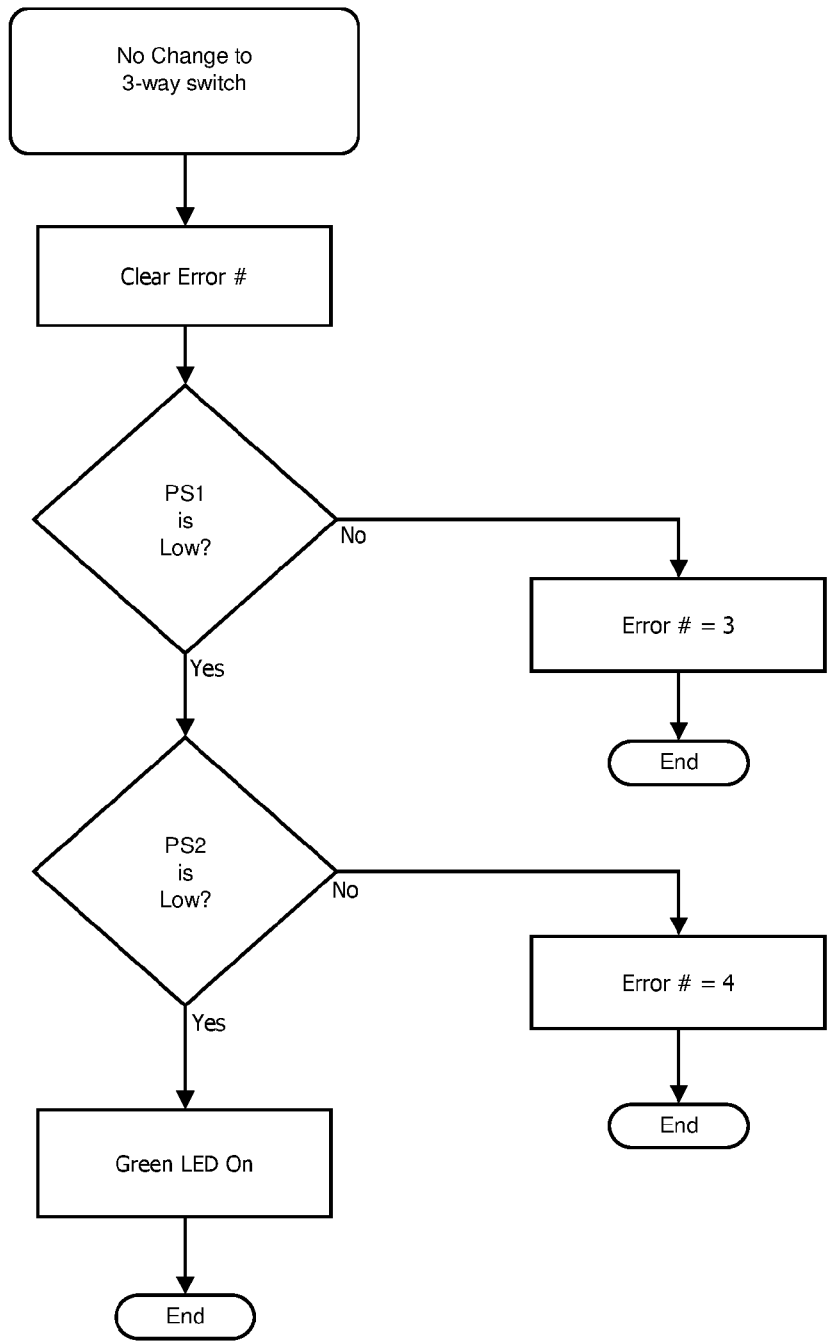 No Change to
3-way switch
Clear Error #
PS1
is
Low?
No
Yes
Error # = 3
End
PS2
is
Low?
No
Yes
Error # = 4
End
Green LED On
End